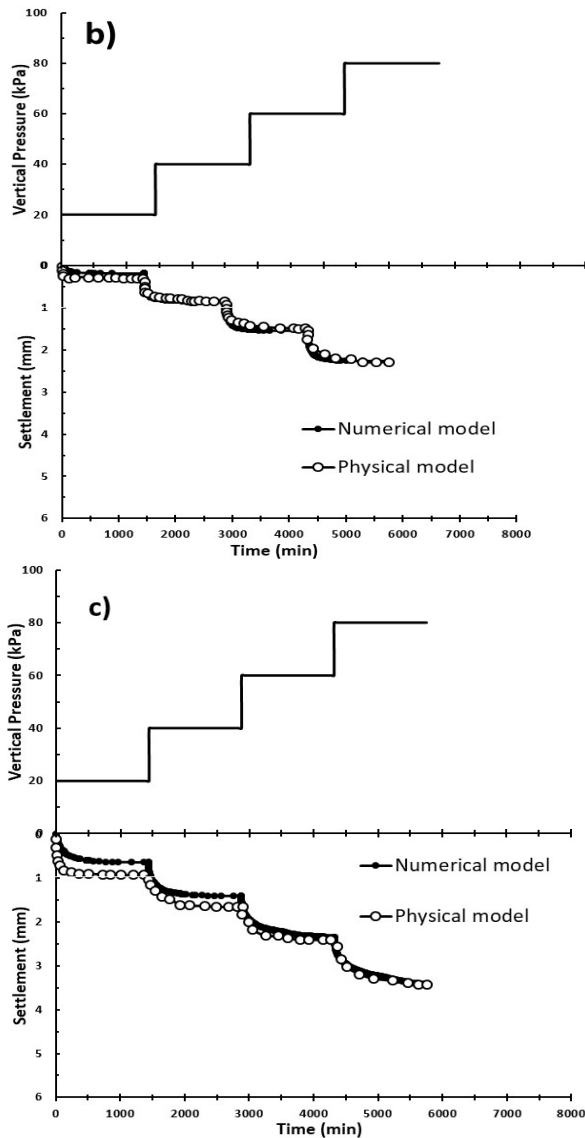 b)
Vertical Pressure (kPa)
100
80
60
40
20
0
Settlement (mm)
1
2
3
4
5
6
Numerical model
Physical model
0 1000 2000 3000 4000 5000 6000 7000 8000
Time (min)
c)
Vertical Pressure (kPa)
100
80
60
40
20
0
Settlement (mm)
1
2
3
4
5
6
Numerical model
Physical model
0 1000 2000 3000 4000 5000 6000 7000 8000
Time (min)